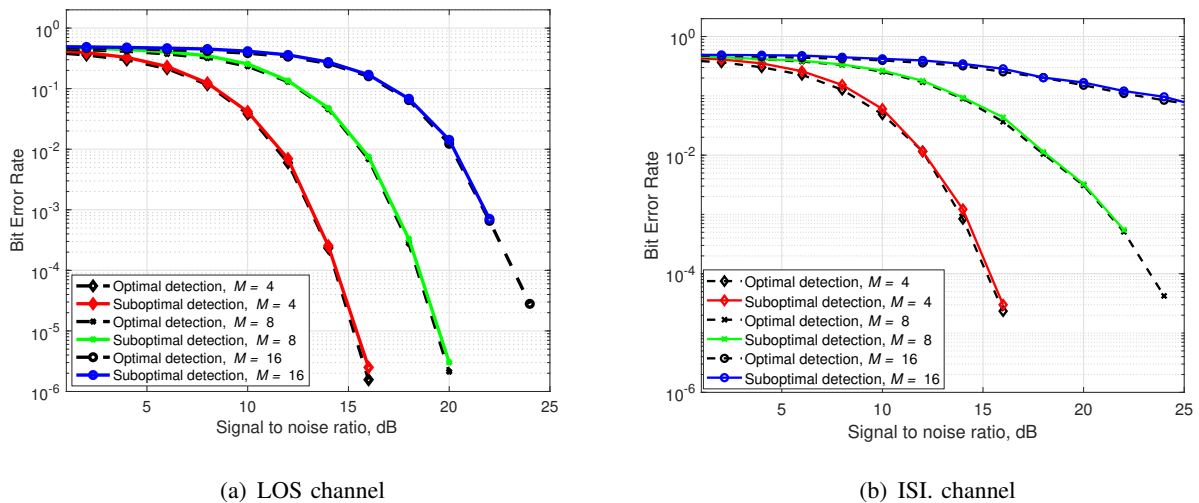 10^0
10^-1
10^-2
10^-3
10^-4
10^-5
10^-6
Bit Error Rate
Optimal detection, M = 4
Suboptimal detection, M = 4
Optimal detection, M = 8
Suboptimal detection, M = 8
Optimal detection, M = 16
Suboptimal detection, M = 16
5 10 15 20 25
Signal to noise ratio, dB
(a) LOS channel
10^0
10^-2
10^-4
10^-6
Bit Error Rate
Optimal detection, M = 4
Suboptimal detection, M = 4
Optimal detection, M = 8
Suboptimal detection, M = 8
Optimal detection, M = 16
Suboptimal detection, M = 16
5 10 15 20 25
Signal to noise ratio, dB
(b) ISI. channel